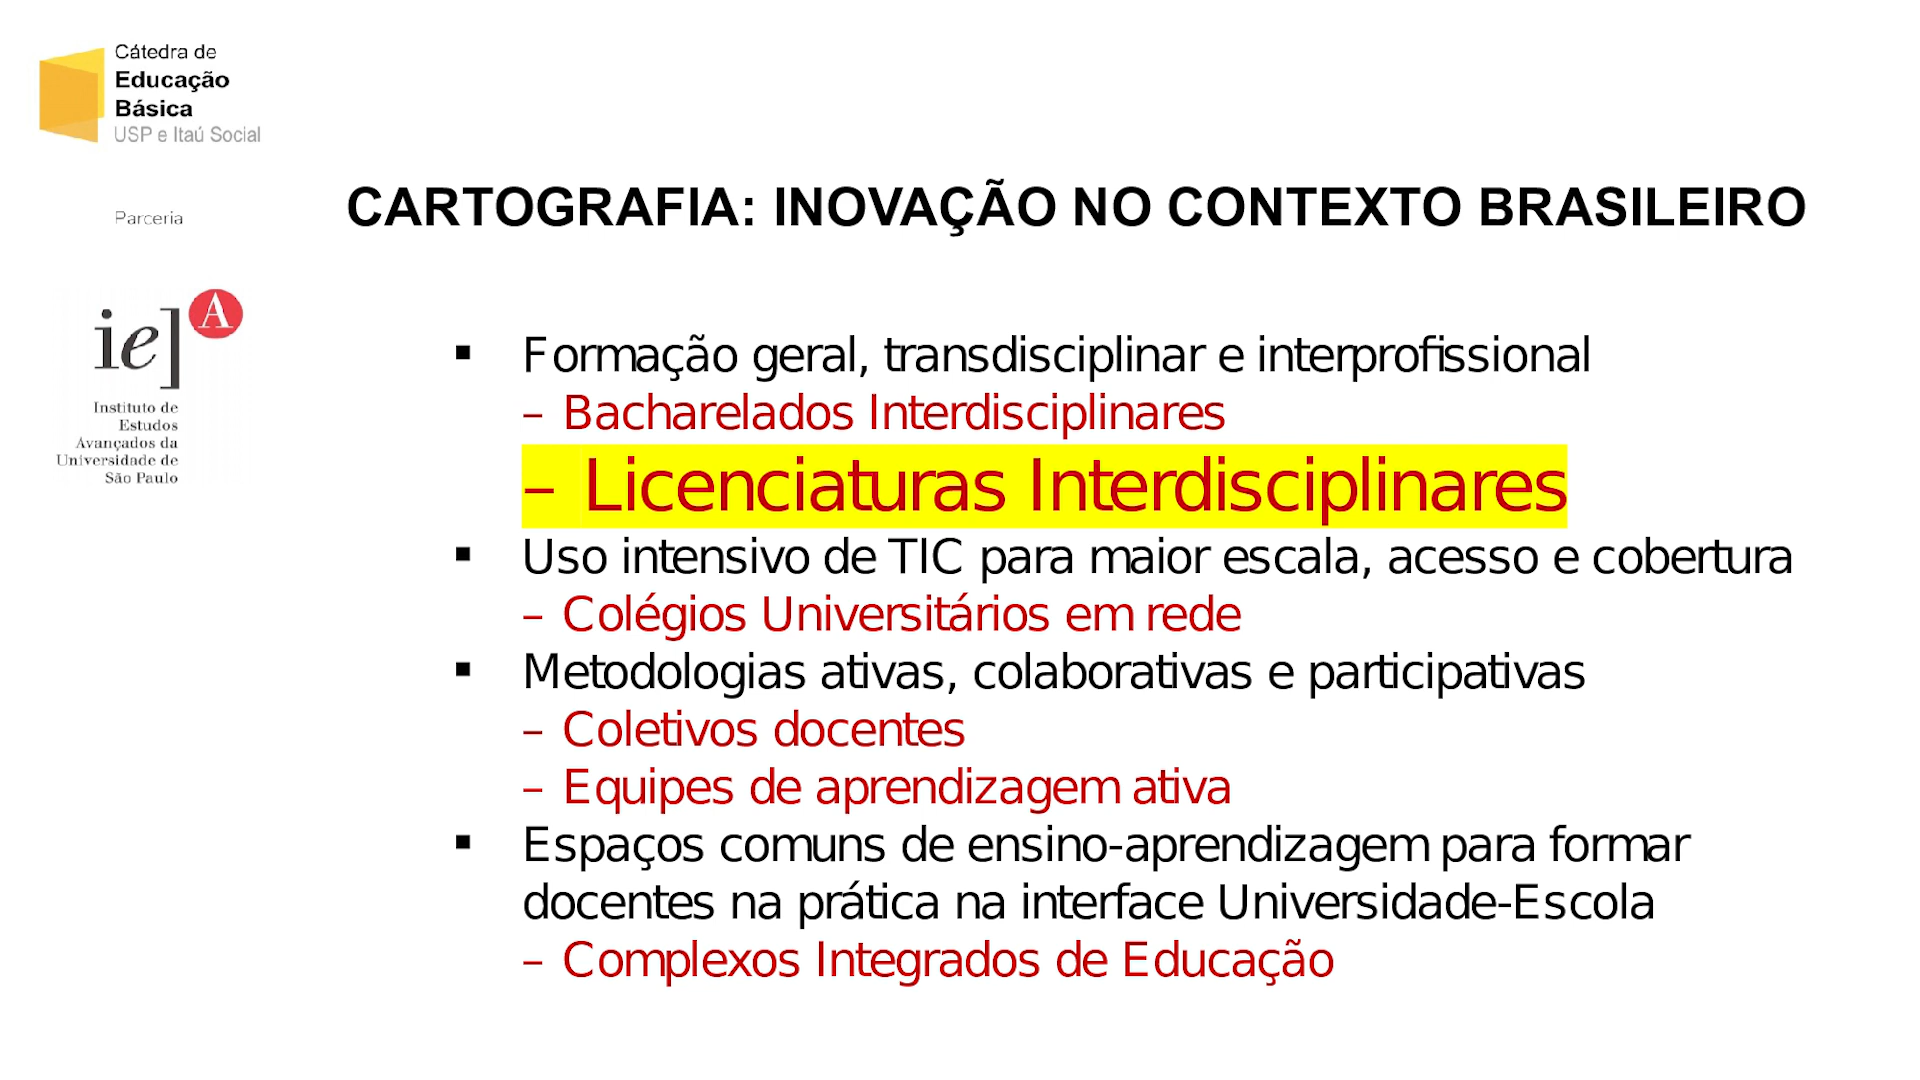 Cátedra de
Educação
Básica
USP e Itaú Social
Parceria
ie]A
Instituto de
Estudos
Avançados da
Universidade de
São Paulo
CARTOGRAFIA: INOVAÇÃO NO CONTEXTO BRASILEIRO
▪ Formação geral, transdisciplinar e interprofissional
– Bacharelados Interdisciplinares
– Licenciaturas Interdisciplinares
▪ Uso intensivo de TIC para maior escala, acesso e cobertura
– Colégios Universitários em rede
▪ Metodologias ativas, colaborativas e participativas
– Coletivos docentes
– Equipes de aprendizagem ativa
▪ Espaços comuns de ensino-aprendizagem para formar
docentes na prática na interface Universidade-Escola
– Complexos Integrados de Educação